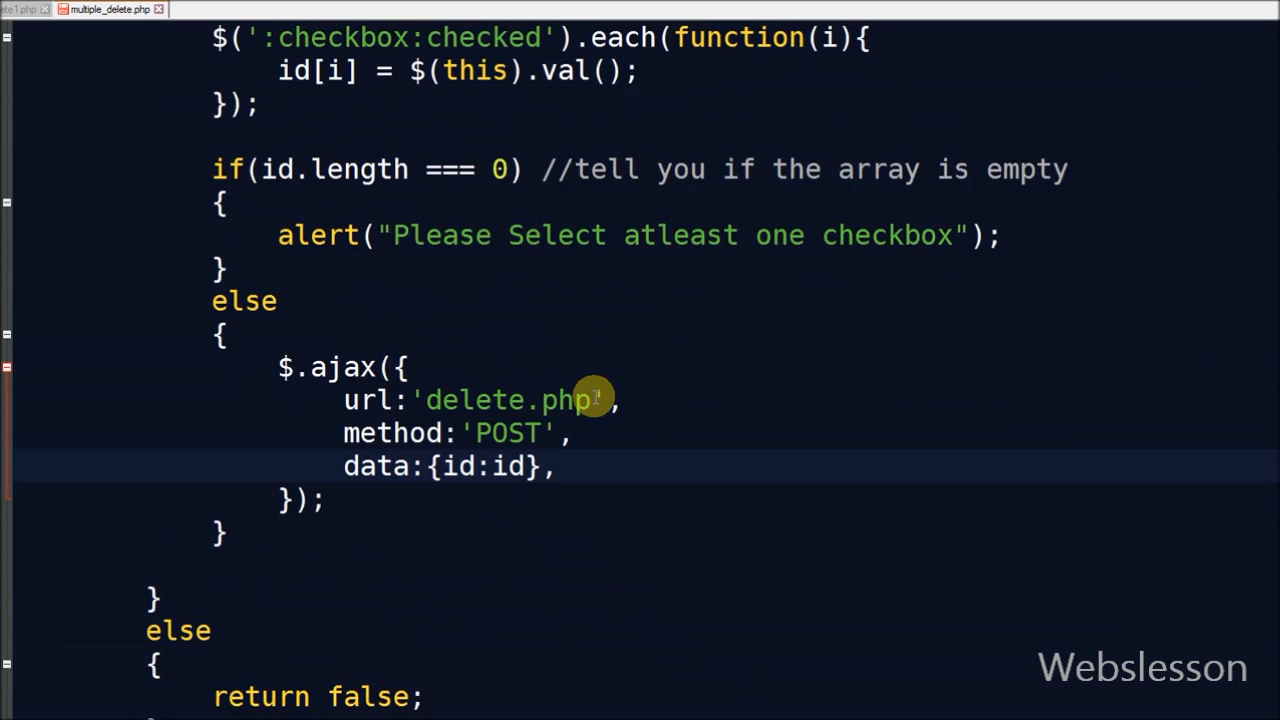 ete1.php multiple_delete.php
$(':checkbox:checked').each(function(i){
id[i] = $(this).val();
});
if(id.length === 0) //tell you if the array is empty
{
alert("Please Select atleast one checkbox");
}
else
{
$.ajax({
url:'delete.php',
method:'POST',
data:{id:id},
});
}
}
else
{
return false;
Webslesson